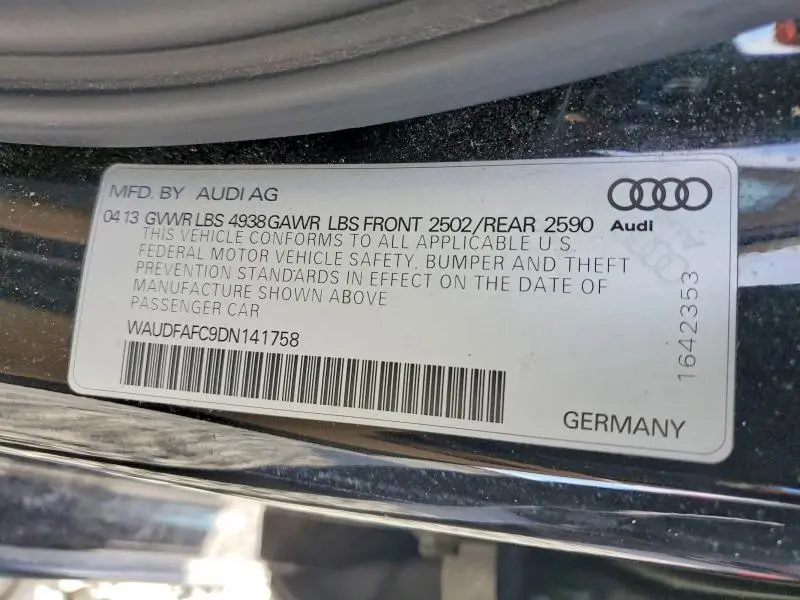 MFD. BY AUDI AG
04 13 GVWR LBS 4938 GAWR LBS FRONT 2502/REAR 2590
Audi
THIS VEHICLE CONFORMS TO ALL APPLICABLE U.S.
FEDERAL MOTOR VEHICLE SAFETY, BUMPER AND THEFT
PREVENTION STANDARDS IN EFFECT ON THE DATE OF
MANUFACTURE SHOWN ABOVE
PASSENGER CAR
WAUDFAFC9DN141758
1642353
GERMANY